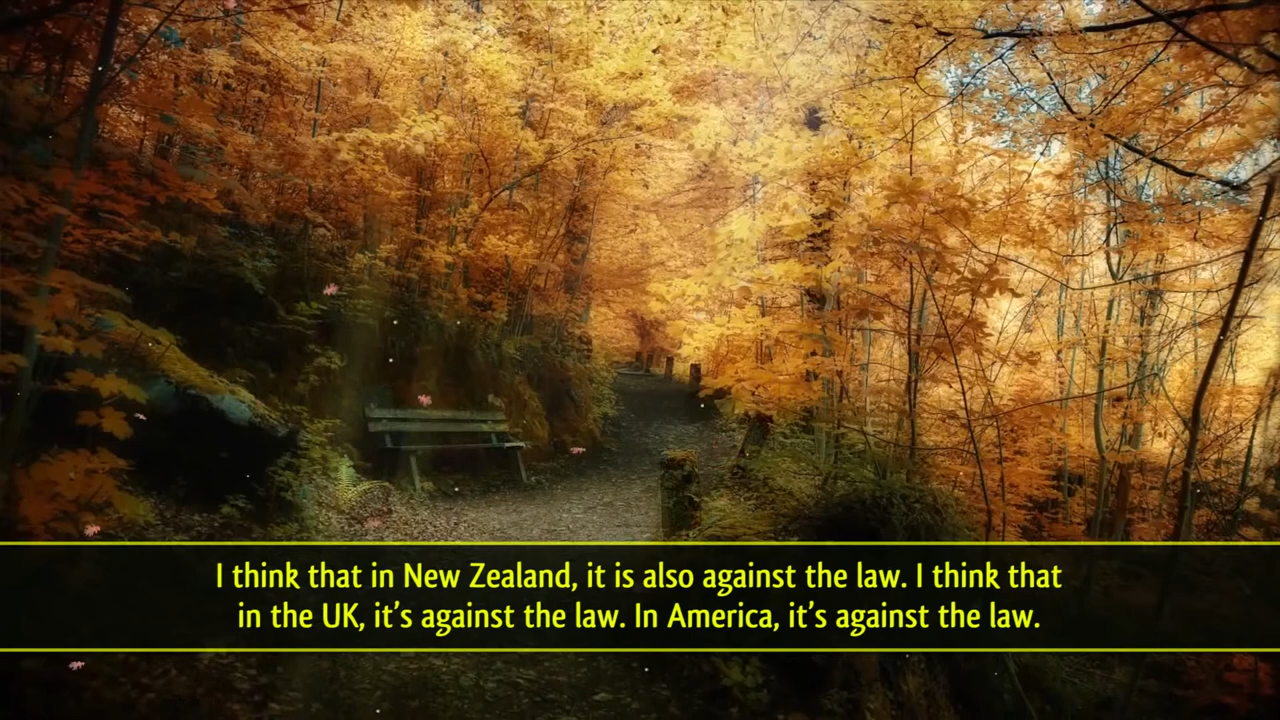 I think that in New Zealand, it is also against the law. I think that
in the UK, it’s against the law. In America, it’s against the law.